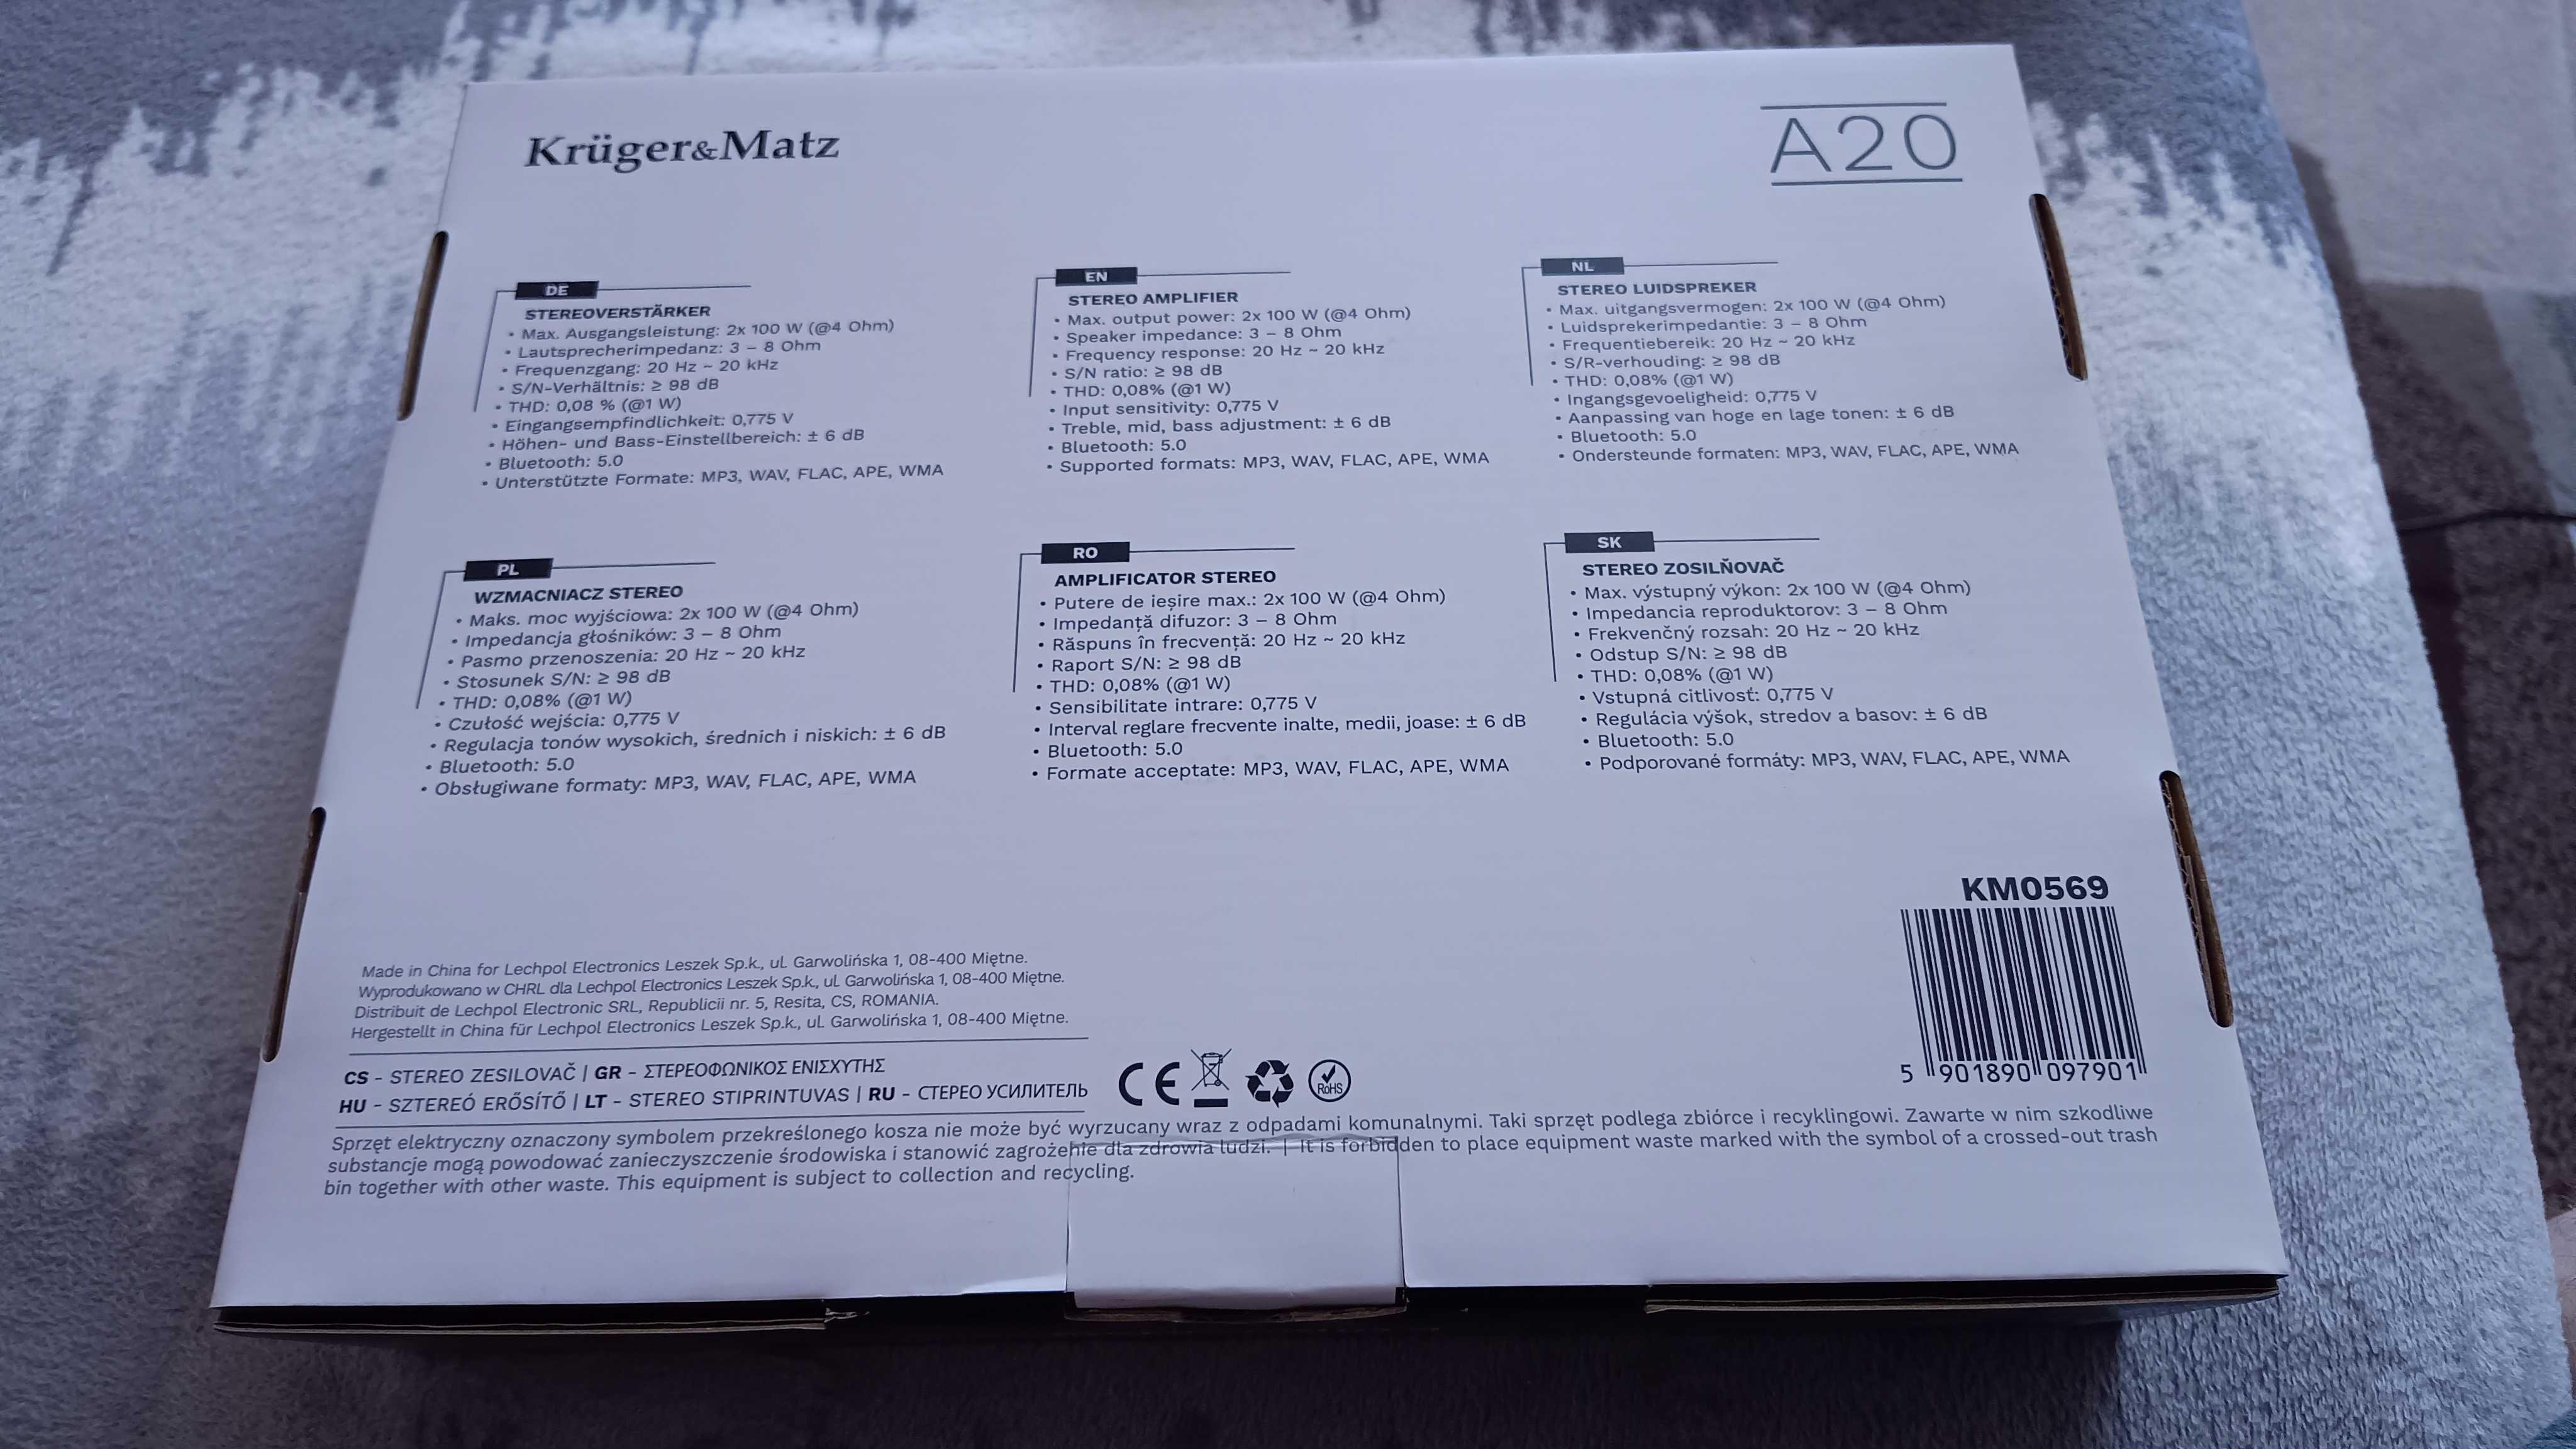 Krüger&Matz
A20
DE
STEREOVERSTÄRKER
• Max. Ausgangsleistung: 2x 100 W (@4 Ohm)
• Lautsprecherimpedanz: 3 – 8 Ohm
• Frequenzgang: 20 Hz ~ 20 kHz
• S/N-Verhältnis: ≥ 98 dB
• THD: 0,08 % (@1 W)
• Eingangsempfindlichkeit: 0,775 V
• Höhen- und Bass-Einstellbereich: ± 6 dB
• Bluetooth: 5.0
• Unterstützte Formate: MP3, WAV, FLAC, APE, WMA
EN
STEREO AMPLIFIER
• Max. output power: 2x 100 W (@4 Ohm)
• Speaker impedance: 3 – 8 Ohm
• Frequency response: 20 Hz ~ 20 kHz
• S/N ratio: ≥ 98 dB
• THD: 0,08% (@1 W)
• Input sensitivity: 0,775 V
• Treble, mid, bass adjustment: ± 6 dB
• Bluetooth: 5.0
• Supported formats: MP3, WAV, FLAC, APE, WMA
NL
STEREO LUIDSPREKER
• Max. uitgangsvermogen: 2x 100 W (@4 Ohm)
• Luidsprekerimpedantie: 3 – 8 Ohm
• Frequentiebereik: 20 Hz ~ 20 kHz
• S/R-verhouding: ≥ 98 dB
• THD: 0,08% (@1 W)
• Ingangsgevoeligheid: 0,775 V
• Aanpassing van hoge en lage tonen: ± 6 dB
• Bluetooth: 5.0
• Ondersteunde formaten: MP3, WAV, FLAC, APE, WMA
PL
WZMACNIACZ STEREO
• Maks. moc wyjściowa: 2x 100 W (@4 Ohm)
• Impedancja głośników: 3 – 8 Ohm
• Pasmo przenoszenia: 20 Hz ~ 20 kHz
• Stosunek S/N: ≥ 98 dB
• THD: 0,08% (@1 W)
• Czułość wejścia: 0,775 V
• Regulacja tonów wysokich, średnich i niskich: ± 6 dB
• Bluetooth: 5.0
• Obsługiwane formaty: MP3, WAV, FLAC, APE, WMA
RO
AMPLIFICATOR STEREO
• Putere de ieșire max.: 2x 100 W (@4 Ohm)
• Impedanță difuzor: 3 – 8 Ohm
• Răspuns în frecvență: 20 Hz ~ 20 kHz
• Raport S/N: ≥ 98 dB
• THD: 0,08% (@1 W)
• Sensibilitate intrare: 0,775 V
• Interval reglare frecvente inalte, medii, joase: ± 6 dB
• Bluetooth: 5.0
• Formate acceptate: MP3, WAV, FLAC, APE, WMA
SK
STEREO ZOSILŇOVAČ
• Max. výstupný výkon: 2x 100 W (@4 Ohm)
• Impedancia reproduktorov: 3 – 8 Ohm
• Frekvenčný rozsah: 20 Hz ~ 20 kHz
• Odstup S/N: ≥ 98 dB
• THD: 0,08% (@1 W)
• Vstupná citlivosť: 0,775 V
• Regulácia výšok, stredov a basov: ± 6 dB
• Bluetooth: 5.0
• Podporované formáty: MP3, WAV, FLAC, APE, WMA
KM0569
5 901890 097901
Made in China for Lechpol Electronics Leszek Sp.k., ul. Garwolińska 1, 08-400 Miętne.
Wyprodukowano w CHRL dla Lechpol Electronics Leszek Sp.k., ul. Garwolińska 1, 08-400 Miętne.
Distribuit de Lechpol Electronic SRL, Republicii nr. 5, Resita, CS, ROMANIA.
Hergestellt in China für Lechpol Electronics Leszek Sp.k., ul. Garwolińska 1, 08-400 Miętne.
CS – STEREO ZESILOVAČ | GR – ΣΤΕΡΕΟΦΩΝΙΚΟΣ ΕΝΙΣΧΥΤΗΣ
HU – SZTEREÓ ERŐSÍTŐ | LT – STEREO STIPRINTUVAS | RU – СТЕРЕО УСИЛИТЕЛЬ
CE
RoHS
Sprzęt elektryczny oznaczony symbolem przekreślonego kosza nie może być wyrzucany wraz z odpadami komunalnymi. Taki sprzęt podlega zbiórce i recyklingowi. Zawarte w nim szkodliwe
substancje mogą powodować zanieczyszczenie środowiska i stanowić zagrożenie dla zdrowia ludzi. | It is forbidden to place equipment waste marked with the symbol of a crossed-out trash
bin together with other waste. This equipment is subject to collection and recycling.